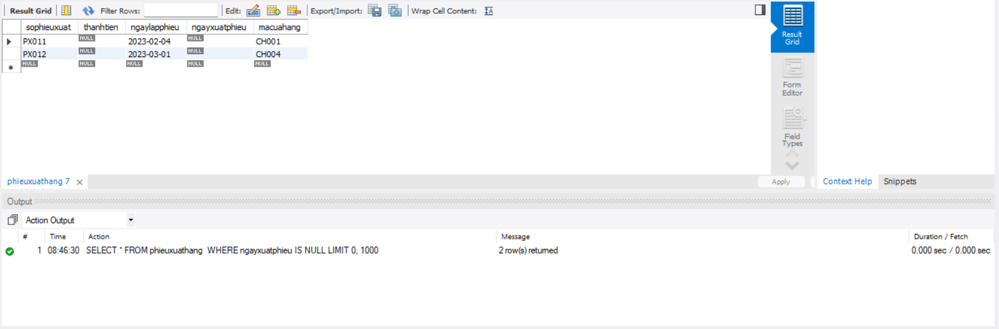 Result Grid Filter Rows: Edit: Export/Import: Wrap Cell Content:
sophieuxuat thanhtien ngaylapphieu ngayxuatphieu macuahang
PX011 NULL 2023-02-04 NULL CH001
PX012 NULL 2023-03-01 NULL CH004
NULL NULL NULL NULL NULL
Result
Grid
Form
Editor
Field
Types
phieuxuathang 7 Apply Context Help Snippets
Output
Action Output
# Time Action Message Duration / Fetch
1 08:46:30 SELECT * FROM phieuxuathang WHERE ngayxuatphieu IS NULL LIMIT 0, 1000 2 row(s) returned 0.000 sec / 0.000 sec